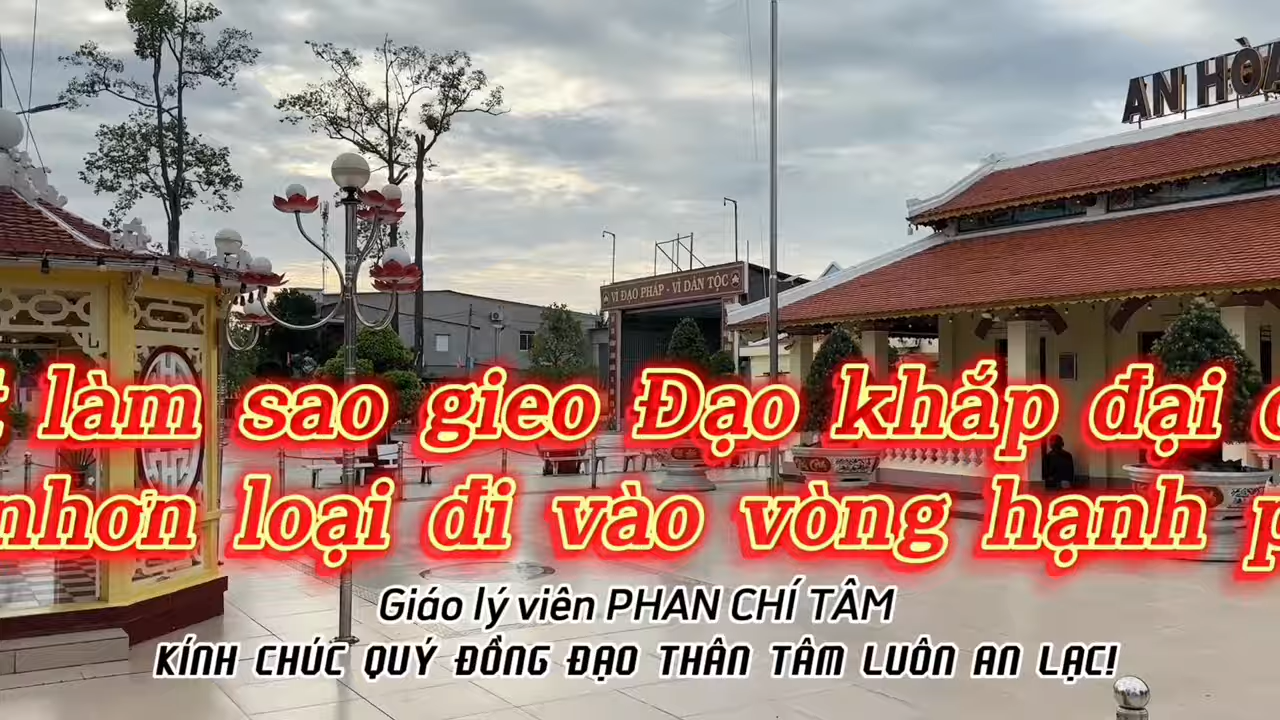 AN HÒA
VÌ ĐẠO PHÁP - VÌ DÂN TỘC
làm sao gieo Đạo khắp đại
nhơn loại đi vào vòng hạnh
Giáo lý viên PHAN CHÍ TÂM
KÍNH CHÚC QUÝ ĐỒNG ĐẠO THÂN TÂM LUÔN AN LẠC!